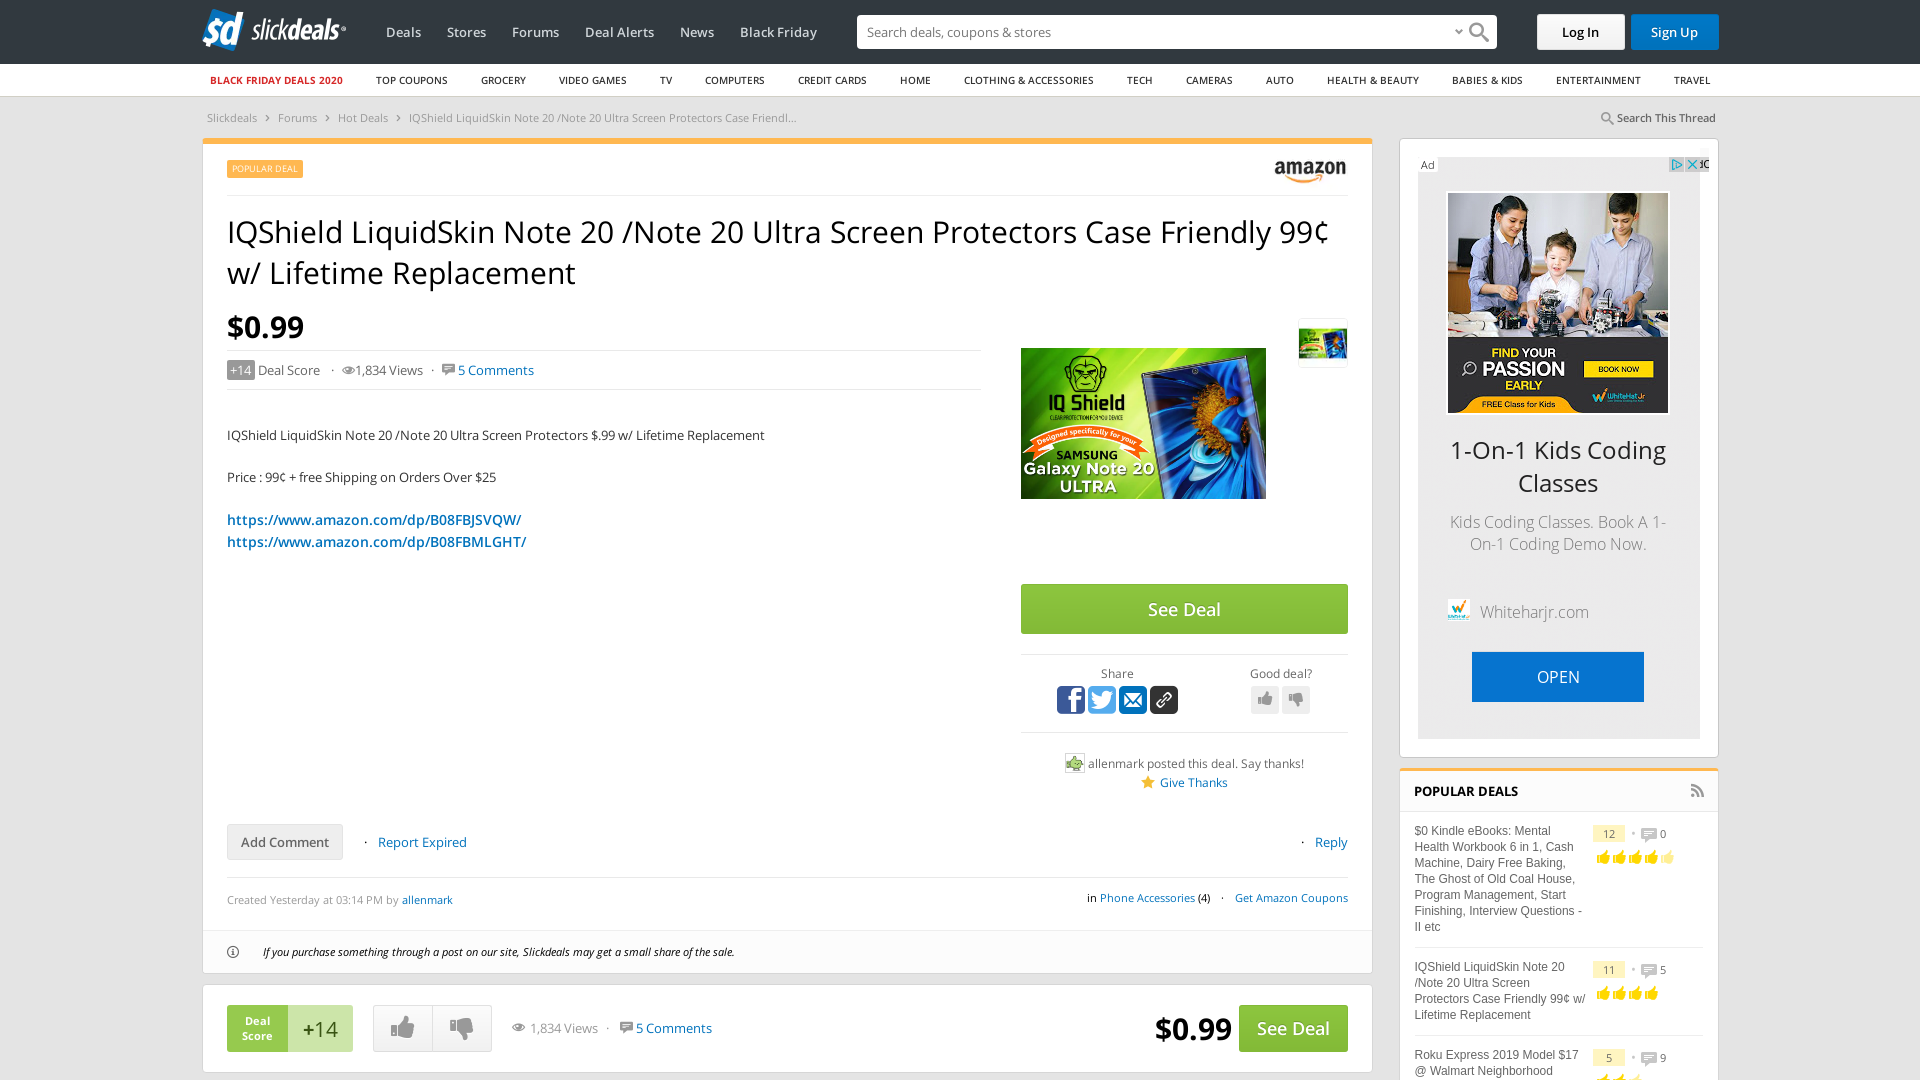 slickdeals
Deals
Stores
Forums
Deal Alerts
News
Black Friday
Search deals, coupons & stores
Log In
Sign Up
BLACK FRIDAY DEALS 2020
TOP COUPONS
GROCERY
VIDEO GAMES
TV
COMPUTERS
CREDIT CARDS
HOME
CLOTHING & ACCESSORIES
TECH
CAMERAS
AUTO
HEALTH & BEAUTY
BABIES & KIDS
ENTERTAINMENT
TRAVEL
Slickdeals › Forums › Hot Deals › IQShield LiquidSkin Note 20 /Note 20 Ultra Screen Protectors Case Friendl...
Search This Thread
POPULAR DEAL
amazon
IQShield LiquidSkin Note 20 /Note 20 Ultra Screen Protectors Case Friendly 99¢
w/ Lifetime Replacement
$0.99
+14 Deal Score · 1,834 Views · 5 Comments
IQShield LiquidSkin Note 20 /Note 20 Ultra Screen Protectors $.99 w/ Lifetime Replacement
Price : 99¢ + free Shipping on Orders Over $25
https://www.amazon.com/dp/B08FBJSVQW/
https://www.amazon.com/dp/B08FBMLGHT/
IQ Shield
CLEAR PROTECTION FOR YOU DEVICE
Designed specifically for your
SAMSUNG
Galaxy Note 20
ULTRA
See Deal
Share
Good deal?
allenmark posted this deal. Say thanks!
Give Thanks
Add Comment
· Report Expired
· Reply
Created Yesterday at 03:14 PM by allenmark
in Phone Accessories (4) · Get Amazon Coupons
If you purchase something through a post on our site, Slickdeals may get a small share of the sale.
Deal
Score
+14
1,834 Views · 5 Comments
$0.99
See Deal
Ad
FIND YOUR
PASSION
EARLY
BOOK NOW
FREE Class for Kids
WhiteHat Jr
1-On-1 Kids Coding
Classes
Kids Coding Classes. Book A 1-
On-1 Coding Demo Now.
Whiteharjr.com
OPEN
POPULAR DEALS
$0 Kindle eBooks: Mental
Health Workbook 6 in 1, Cash
Machine, Dairy Free Baking,
The Ghost of Old Coal House,
Program Management, Start
Finishing, Interview Questions -
II etc
12 • 0
IQShield LiquidSkin Note 20
/Note 20 Ultra Screen
Protectors Case Friendly 99¢ w/
Lifetime Replacement
11 • 5
Roku Express 2019 Model $17
@ Walmart Neighborhood
5 • 9